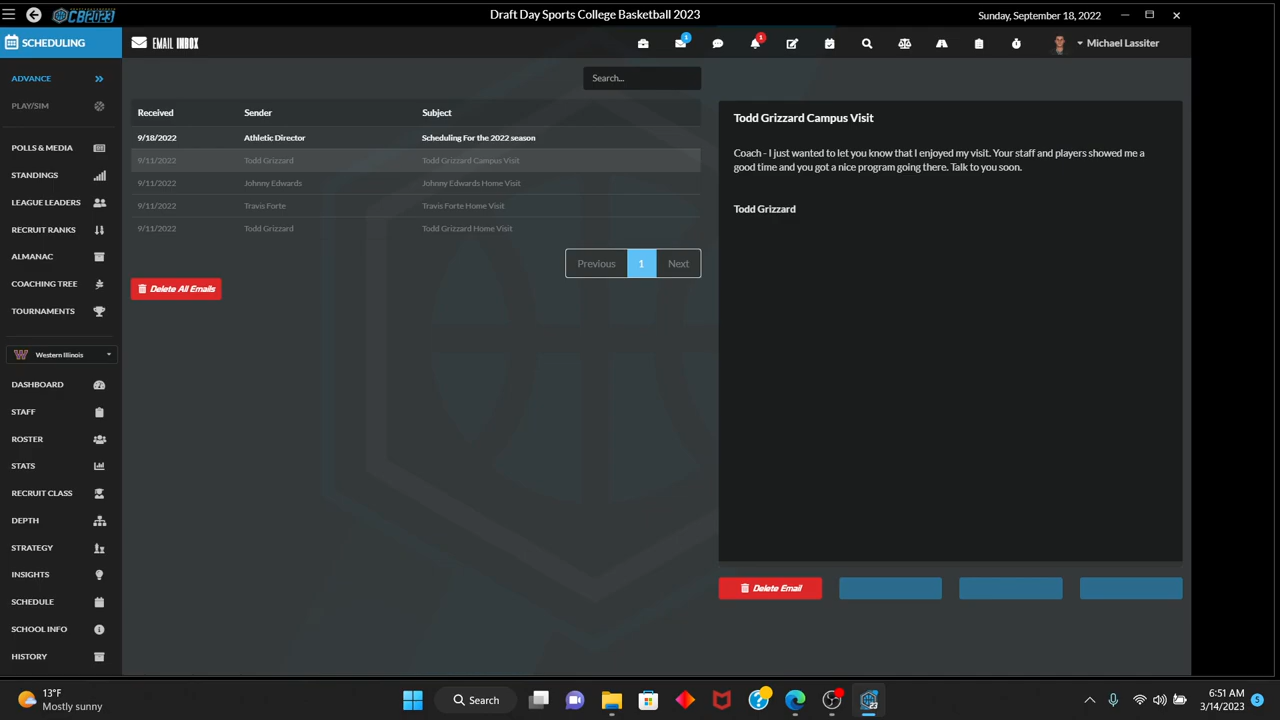 CB2023
Draft Day Sports College Basketball 2023
Sunday, September 18, 2022
SCHEDULING
EMAIL INBOX
1
1
Michael Lassiter
ADVANCE
PLAY/SIM
POLLS & MEDIA
STANDINGS
LEAGUE LEADERS
RECRUIT RANKS
ALMANAC
COACHING TREE
TOURNAMENTS
Western Illinois
DASHBOARD
STAFF
ROSTER
STATS
RECRUIT CLASS
DEPTH
STRATEGY
INSIGHTS
SCHEDULE
SCHOOL INFO
HISTORY
Search...
Received Sender Subject
9/18/2022 Athletic Director Scheduling For the 2022 season
9/11/2022 Todd Grizzard Todd Grizzard Campus Visit
9/11/2022 Johnny Edwards Johnny Edwards Home Visit
9/11/2022 Travis Forte Travis Forte Home Visit
9/11/2022 Todd Grizzard Todd Grizzard Home Visit
Previous 1 Next
Delete All Emails
Todd Grizzard Campus Visit
Coach - I just wanted to let you know that I enjoyed my visit. Your staff and players showed me a
good time and you got a nice program going there. Talk to you soon.
Todd Grizzard
Delete Email
13°F
Mostly sunny
Search
23
6:51 AM
3/14/2023
5